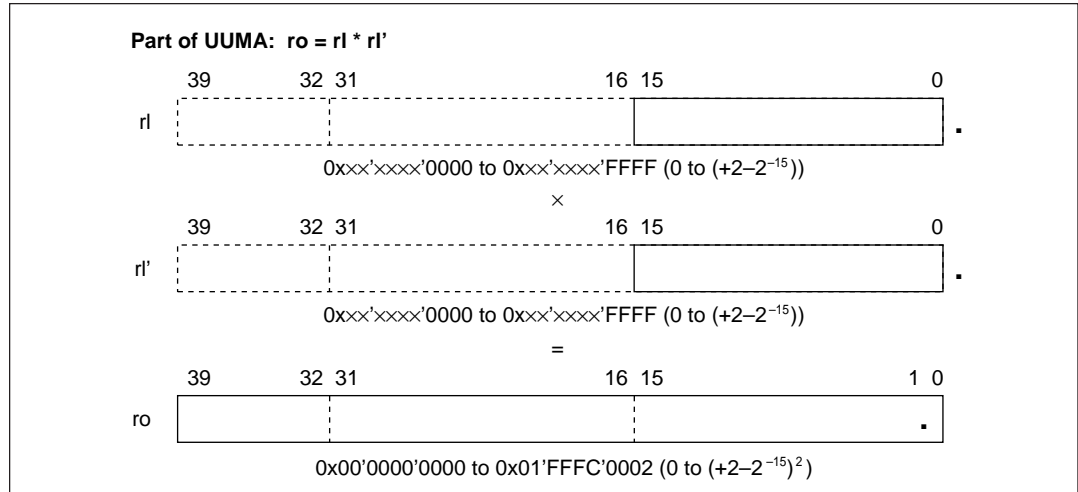 Part of UUMA: ro = rl * rl’
39 32 31 16 15 0
rl .
0x××’××××’0000 to 0x××’××××’FFFF (0 to (+2–2⁻¹⁵))
×
39 32 31 16 15 0
rl’ .
0x××’××××’0000 to 0x××’××××’FFFF (0 to (+2–2⁻¹⁵))
=
39 32 31 16 15 1 0
ro .
0x00’0000’0000 to 0x01’FFFC’0002 (0 to (+2–2⁻¹⁵)²)